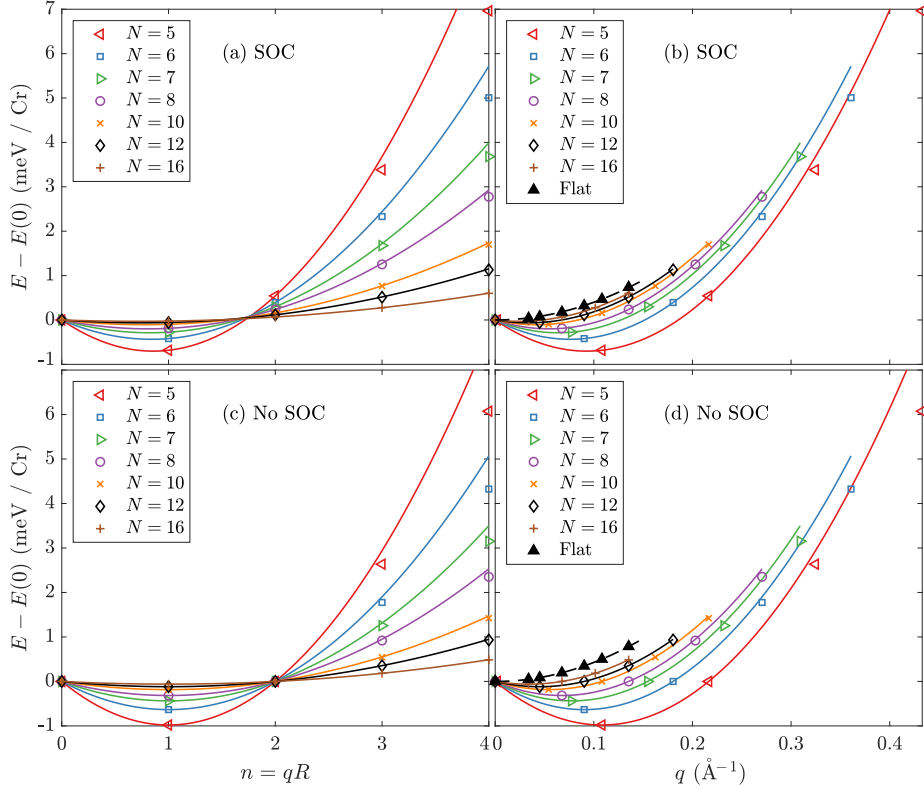 7
6
5
4
3
2
1
0
-1
E − E(0) (meV / Cr)
N = 5
N = 6
N = 7
N = 8
N = 10
N = 12
N = 16
(a) SOC
N = 5
N = 6
N = 7
N = 8
N = 10
N = 12
N = 16
Flat
(b) SOC
6
5
4
3
2
1
0
-1
E − E(0) (meV / Cr)
N = 5
N = 6
N = 7
N = 8
N = 10
N = 12
N = 16
(c) No SOC
N = 5
N = 6
N = 7
N = 8
N = 10
N = 12
N = 16
Flat
(d) No SOC
0 1 2 3 4
n = qR
0 0.1 0.2 0.3 0.4
q (Å⁻¹)